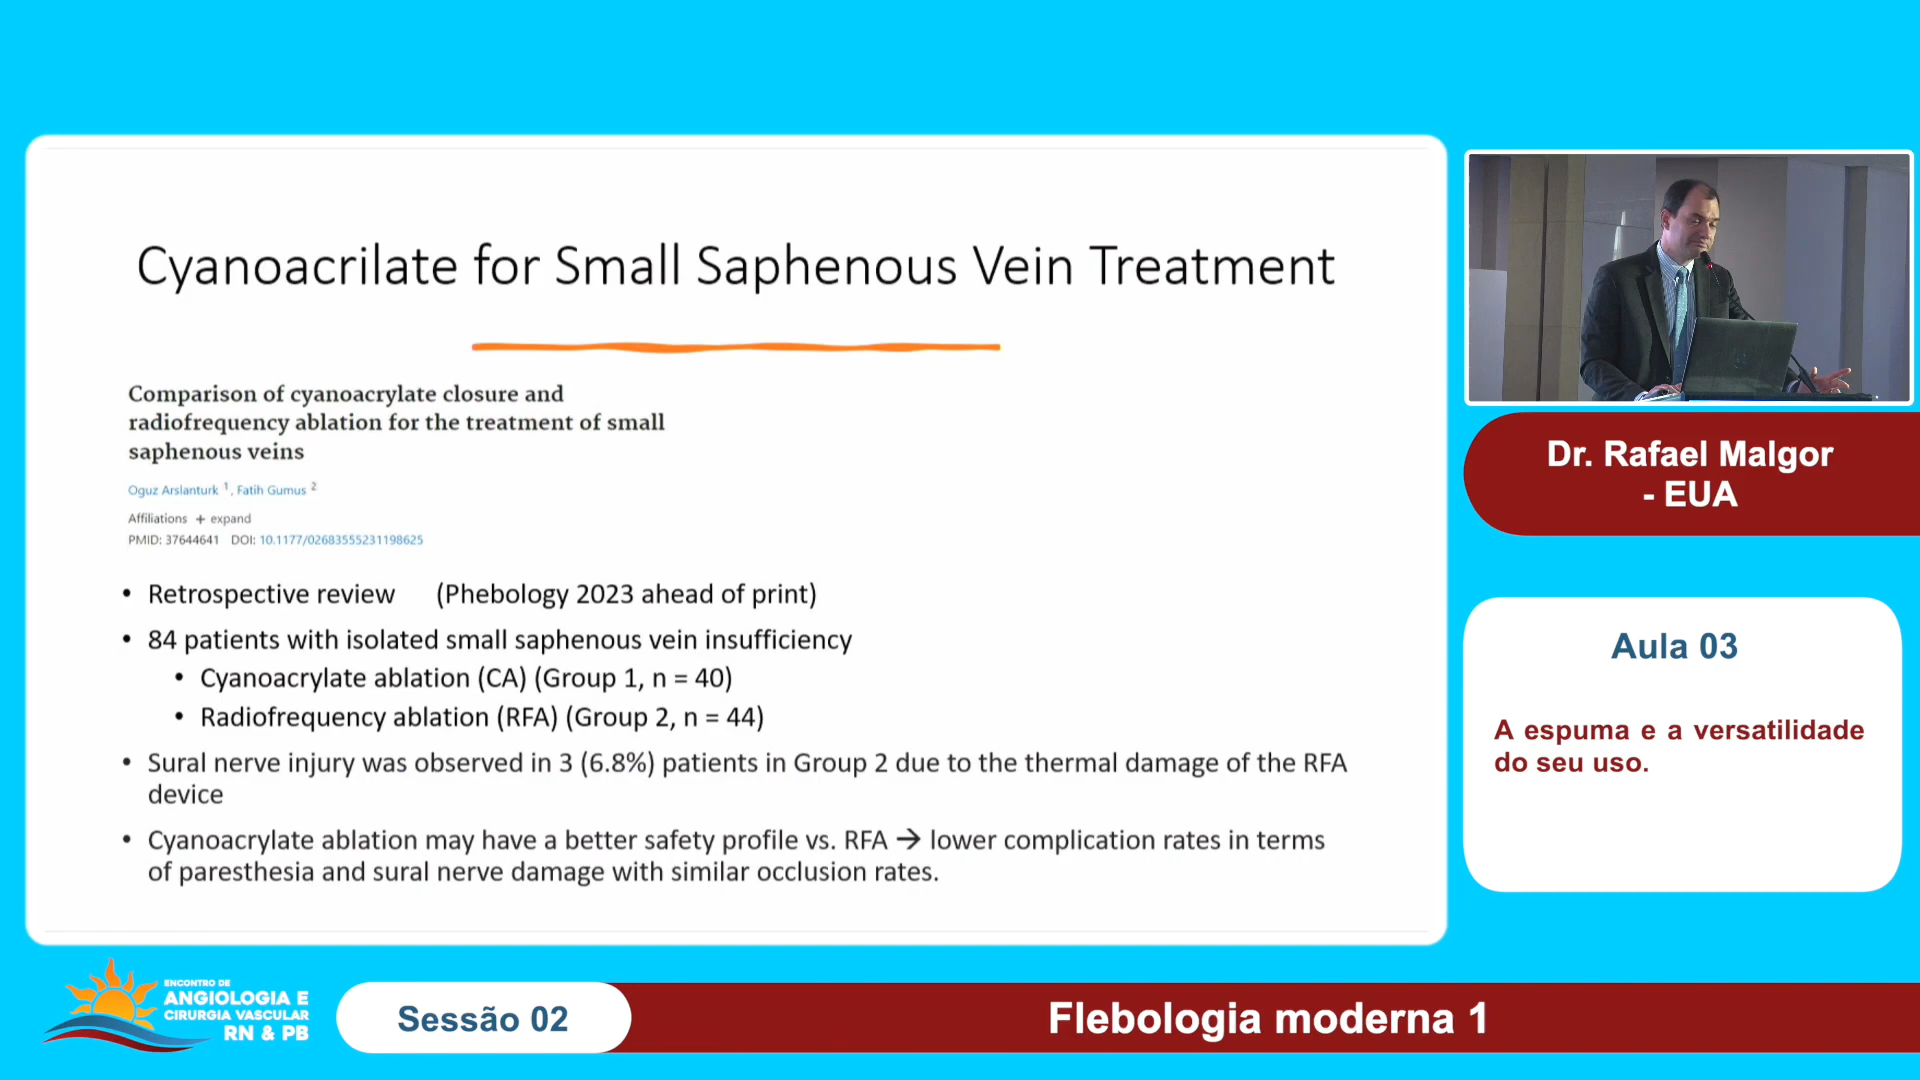 Cyanoacrilate for Small Saphenous Vein Treatment
Comparison of cyanoacrylate closure and
radiofrequency ablation for the treatment of small
saphenous veins
Oguz Arslanturk 1, Fatih Gumus 2
Affiliations + expand
PMID: 37644641 DOI: 10.1177/02683555231198625
• Retrospective review (Phebology 2023 ahead of print)
• 84 patients with isolated small saphenous vein insufficiency
• Cyanoacrylate ablation (CA) (Group 1, n = 40)
• Radiofrequency ablation (RFA) (Group 2, n = 44)
• Sural nerve injury was observed in 3 (6.8%) patients in Group 2 due to the thermal damage of the RFA
device
• Cyanoacrylate ablation may have a better safety profile vs. RFA → lower complication rates in terms
of paresthesia and sural nerve damage with similar occlusion rates.
Dr. Rafael Malgor
- EUA
Aula 03
A espuma e a versatilidade
do seu uso.
ENCONTRO DE
ANGIOLOGIA E
CIRURGIA VASCULAR
RN & PB
Sessão 02
Flebologia moderna 1